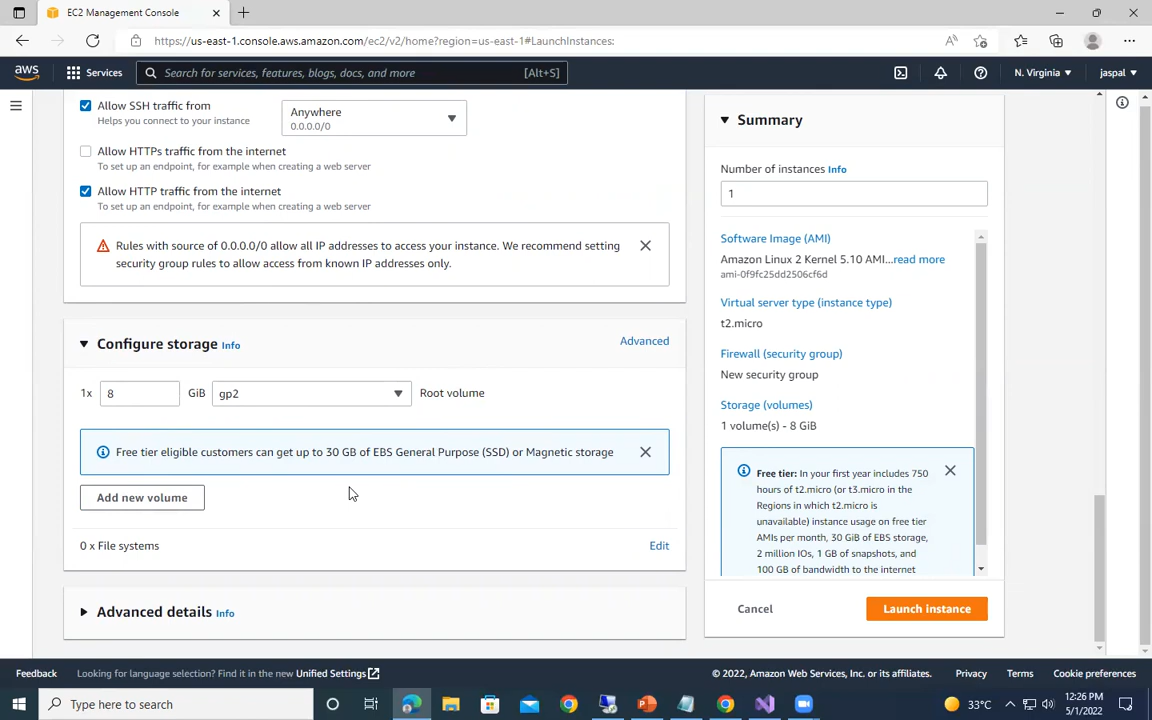 EC2 Management Console
https://us-east-1.console.aws.amazon.com/ec2/v2/home?region=us-east-1#LaunchInstances:
aws
Services
Search for services, features, blogs, docs, and more
[Alt+S]
N. Virginia
jaspal
Allow SSH traffic from
Helps you connect to your instance
Anywhere
0.0.0.0/0
Allow HTTPs traffic from the internet
To set up an endpoint, for example when creating a web server
Allow HTTP traffic from the internet
To set up an endpoint, for example when creating a web server
Rules with source of 0.0.0.0/0 allow all IP addresses to access your instance. We recommend setting
security group rules to allow access from known IP addresses only.
Configure storage Info
Advanced
1x
8
GiB
gp2
Root volume
Free tier eligible customers can get up to 30 GB of EBS General Purpose (SSD) or Magnetic storage
Add new volume
0 x File systems
Edit
Advanced details Info
Summary
Number of instances Info
1
Software Image (AMI)
Amazon Linux 2 Kernel 5.10 AMI...read more
ami-0f9fc25dd2506cf6d
Virtual server type (instance type)
t2.micro
Firewall (security group)
New security group
Storage (volumes)
1 volume(s) - 8 GiB
Free tier: In your first year includes 750
hours of t2.micro (or t3.micro in the
Regions in which t2.micro is
unavailable) instance usage on free tier
AMIs per month, 30 GiB of EBS storage,
2 million IOs, 1 GB of snapshots, and
100 GB of bandwidth to the internet
Cancel
Launch instance
Feedback
Looking for language selection? Find it in the new Unified Settings
© 2022, Amazon Web Services, Inc. or its affiliates.
Privacy
Terms
Cookie preferences
Type here to search
33°C
12:26 PM
5/1/2022